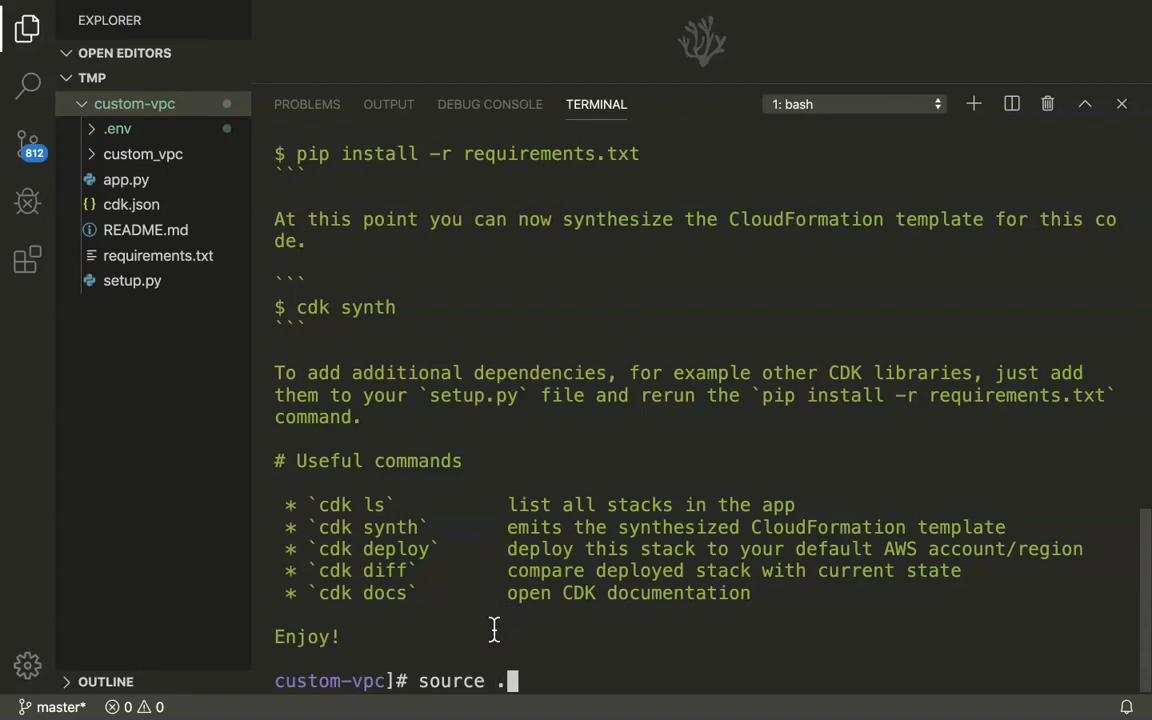 EXPLORER
OPEN EDITORS
TMP
custom-vpc
.env
custom_vpc
app.py
cdk.json
README.md
requirements.txt
setup.py
OUTLINE
812
PROBLEMS OUTPUT DEBUG CONSOLE TERMINAL 1: bash
$ pip install -r requirements.txt
```
At this point you can now synthesize the CloudFormation template for this co
de.
```
$ cdk synth
```
To add additional dependencies, for example other CDK libraries, just add
them to your `setup.py` file and rerun the `pip install -r requirements.txt`
command.
# Useful commands
* `cdk ls` list all stacks in the app
* `cdk synth` emits the synthesized CloudFormation template
* `cdk deploy` deploy this stack to your default AWS account/region
* `cdk diff` compare deployed stack with current state
* `cdk docs` open CDK documentation
Enjoy!
custom-vpc]# source .
master* 0 0